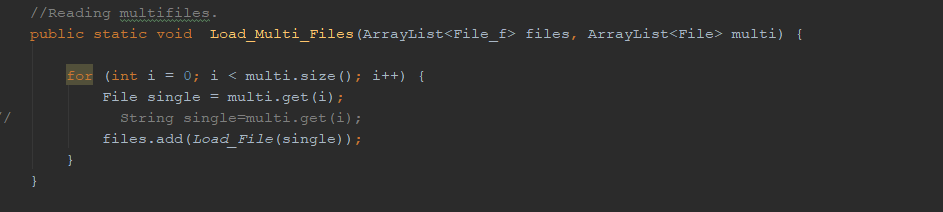 //Reading multifiles.
public static void  Load_Multi_Files(ArrayList<File_f> files, ArrayList<File> multi) {
for (int i = 0; i < multi.size(); i++) {
File single = multi.get(i);
//            String single=multi.get(i);
files.add(Load_File(single));
}
}